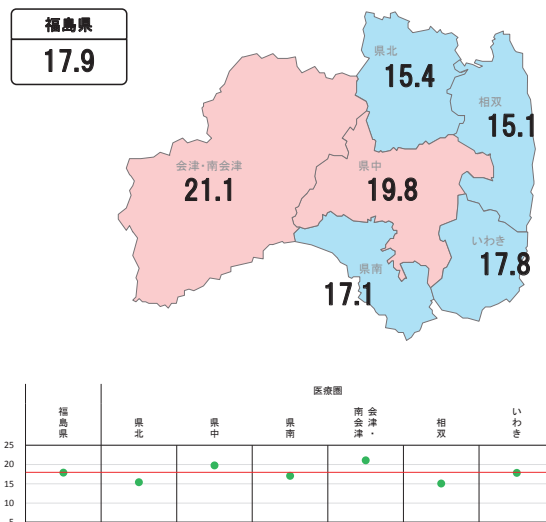 福島県
17.9
県北
15.4
相双
15.1
会津・南会津
21.1
県中
19.8
いわき
17.8
県南
17.1
医療圏
福島県
県北
県中
県南
会津・
南会津
相双
いわき
25
20
15
10
5